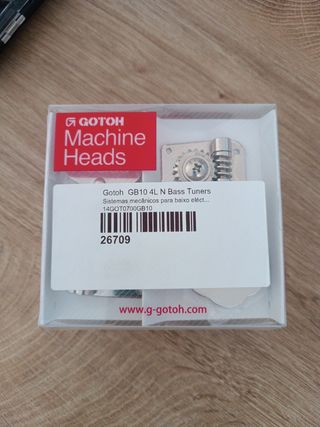 GOTOH
Machine
Heads
Gotoh GB10 4L N Bass Tuners
Sistemas mecânicos para baixo eléct...
14GOT0700GB10
26709
www.g-gotoh.com